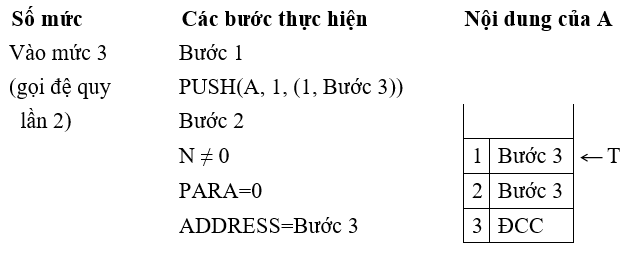 Số mức Các bước thực hiện Nội dung của A
Vào mức 3 Bước 1
(gọi đệ quy PUSH(A, 1, (1, Bước 3))
lần 2) Bước 2
N ≠ 0 1 Bước 3 ← T
PARA=0 2 Bước 3
ADDRESS=Bước 3 3 ĐCC